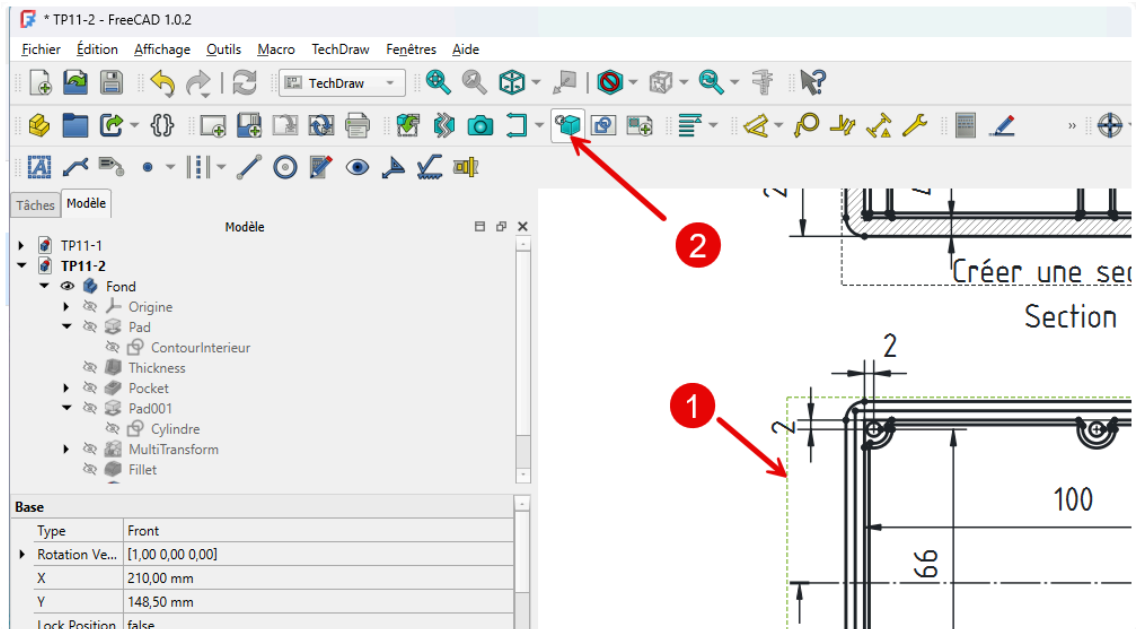 * TP11-2 - FreeCAD 1.0.2
Fichier Édition Affichage Outils Macro TechDraw Fenêtres Aide
TechDraw
»
A
Tâches Modèle
Modèle
TP11-1
TP11-2
Fond
Origine
Pad
ContourInterieur
Thickness
Pocket
Pad001
Cylindre
MultiTransform
Fillet
Base
Type Front
Rotation Ve... [1,00 0,00 0,00]
X 210,00 mm
Y 148,50 mm
Lock Position false
2
Créer une
Section
2
1
2
100
66